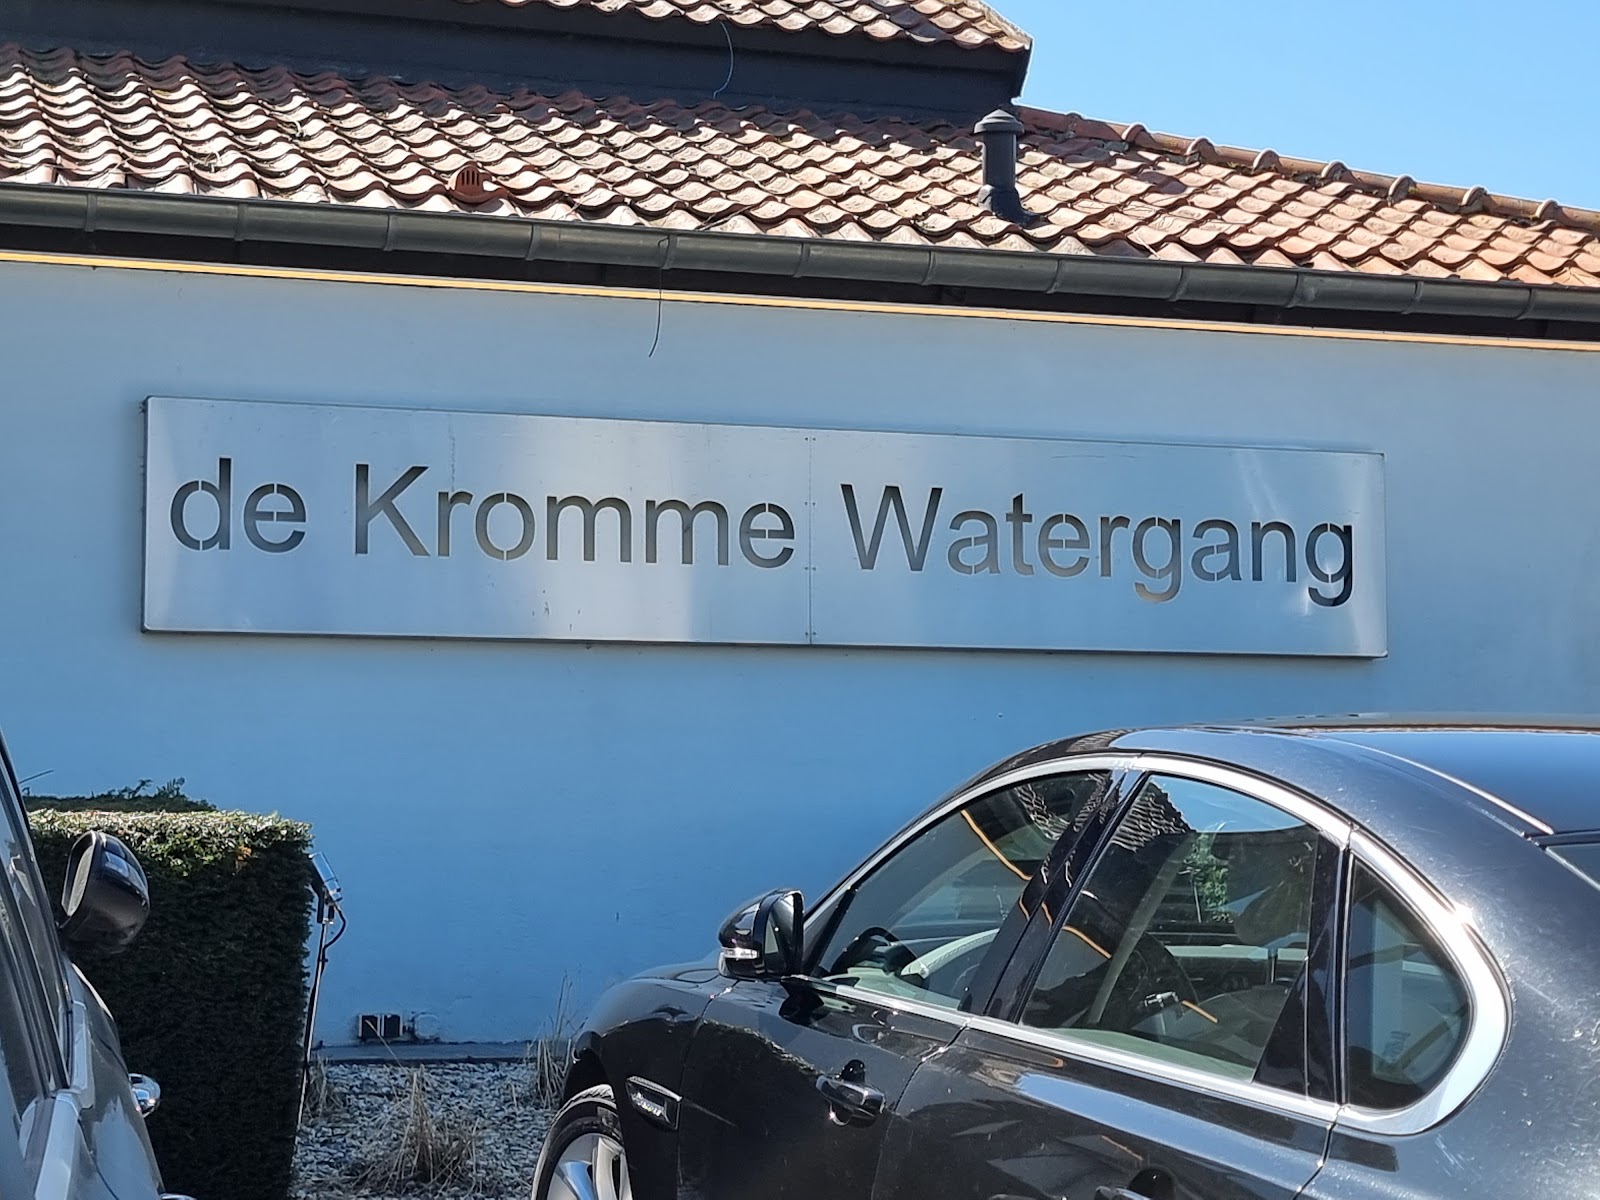 de Kromme Watergang